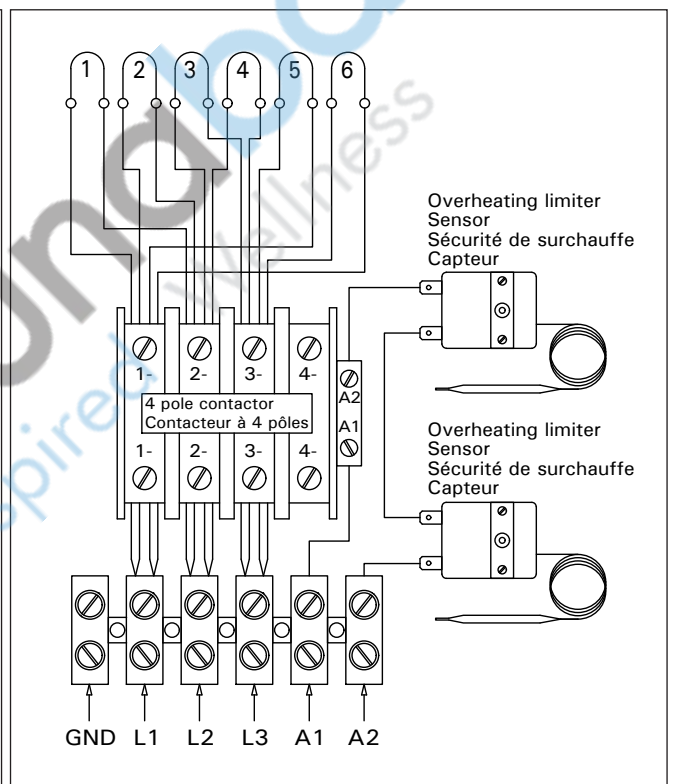 1 2 3 4 5 6
Overheating limiter
Sensor
Sécurité de surchauffe
Capteur
1- 2- 3- 4- A2
4 pole contactor
Contacteur à 4 pôles
A1
1- 2- 3- 4-
Overheating limiter
Sensor
Sécurité de surchauffe
Capteur
GND L1 L2 L3 A1 A2
Wellness